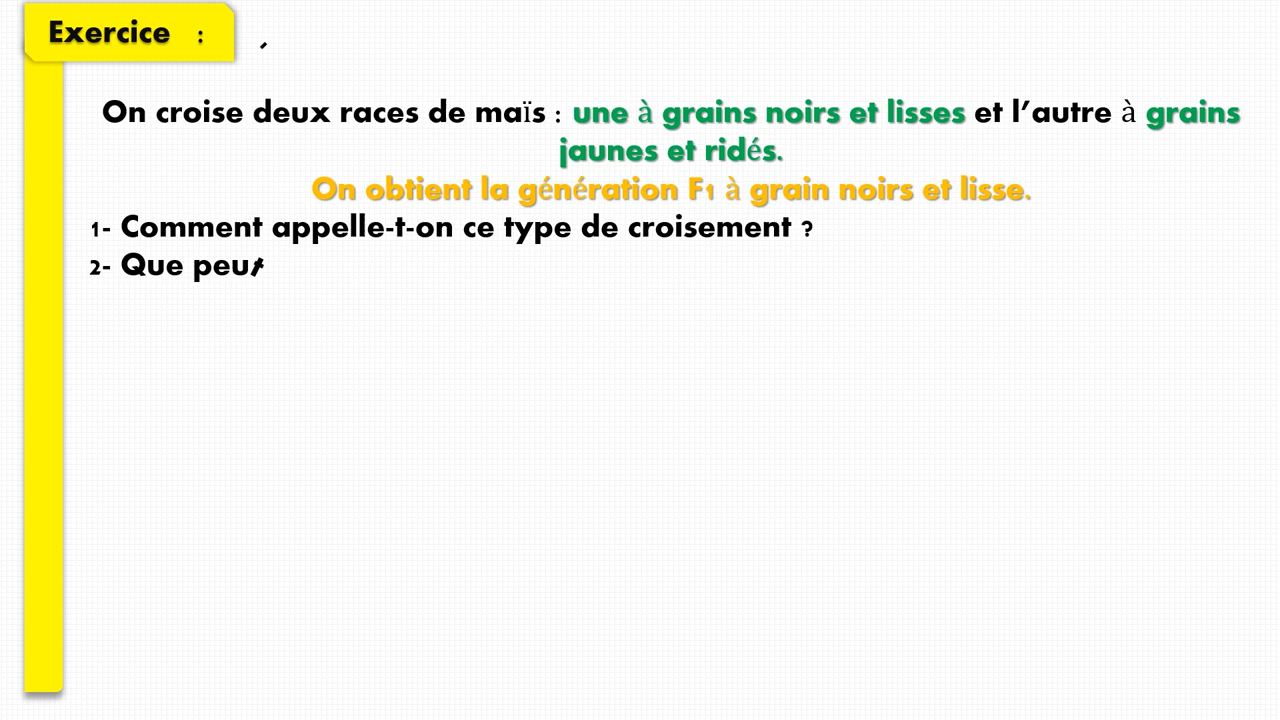 Exercice :
On croise deux races de maïs : une à grains noirs et lisses et l’autre à grains
jaunes et ridés.
On obtient la génération F1 à grain noirs et lisse.
1- Comment appelle-t-on ce type de croisement ?
2- Que peut